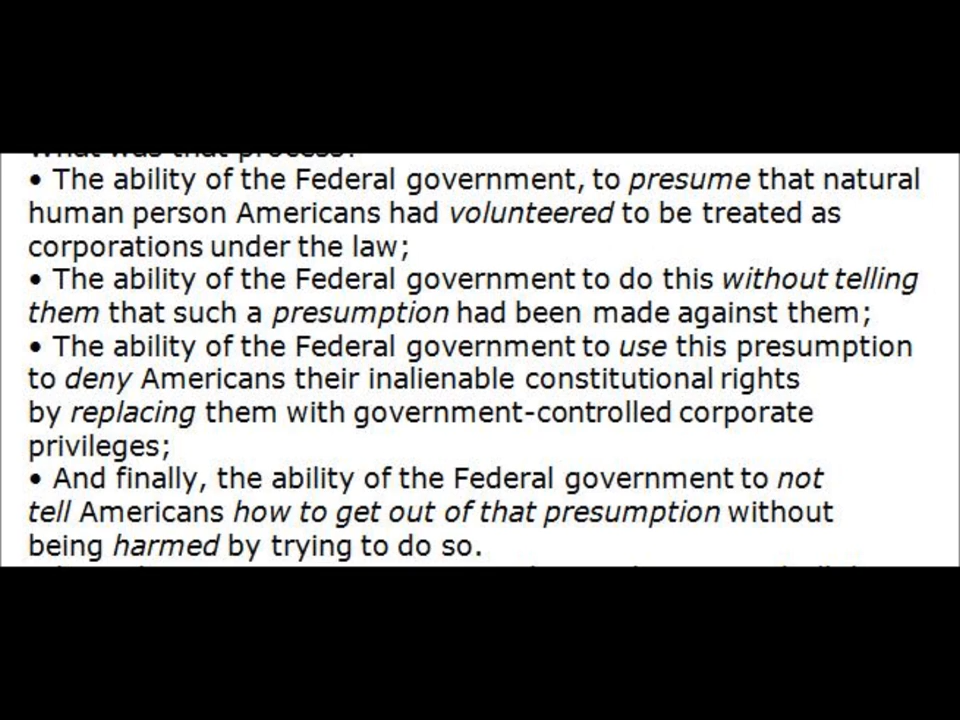 What was that process?
• The ability of the Federal government, to presume that natural
human person Americans had volunteered to be treated as
corporations under the law;
• The ability of the Federal government to do this without telling
them that such a presumption had been made against them;
• The ability of the Federal government to use this presumption
to deny Americans their inalienable constitutional rights
by replacing them with government-controlled corporate
privileges;
• And finally, the ability of the Federal government to not
tell Americans how to get out of that presumption without
being harmed by trying to do so.